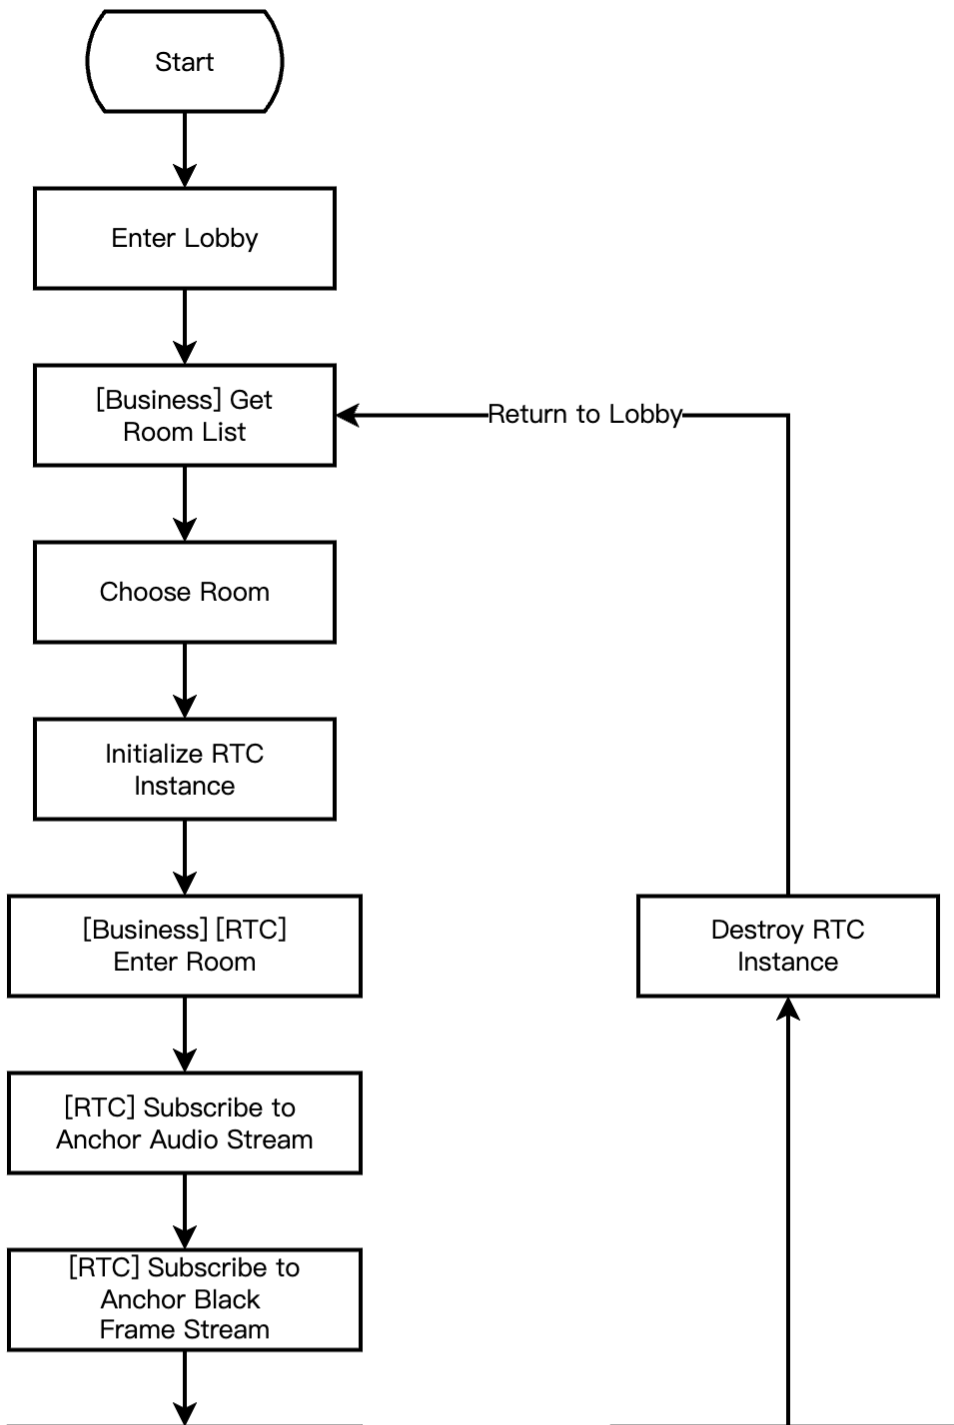 Start
Enter Lobby
[Business] Get
Room List
Return to Lobby
Choose Room
Initialize RTC
Instance
[Business] [RTC]
Enter Room
Destroy RTC
Instance
[RTC] Subscribe to
Anchor Audio Stream
[RTC] Subscribe to
Anchor Black
Frame Stream